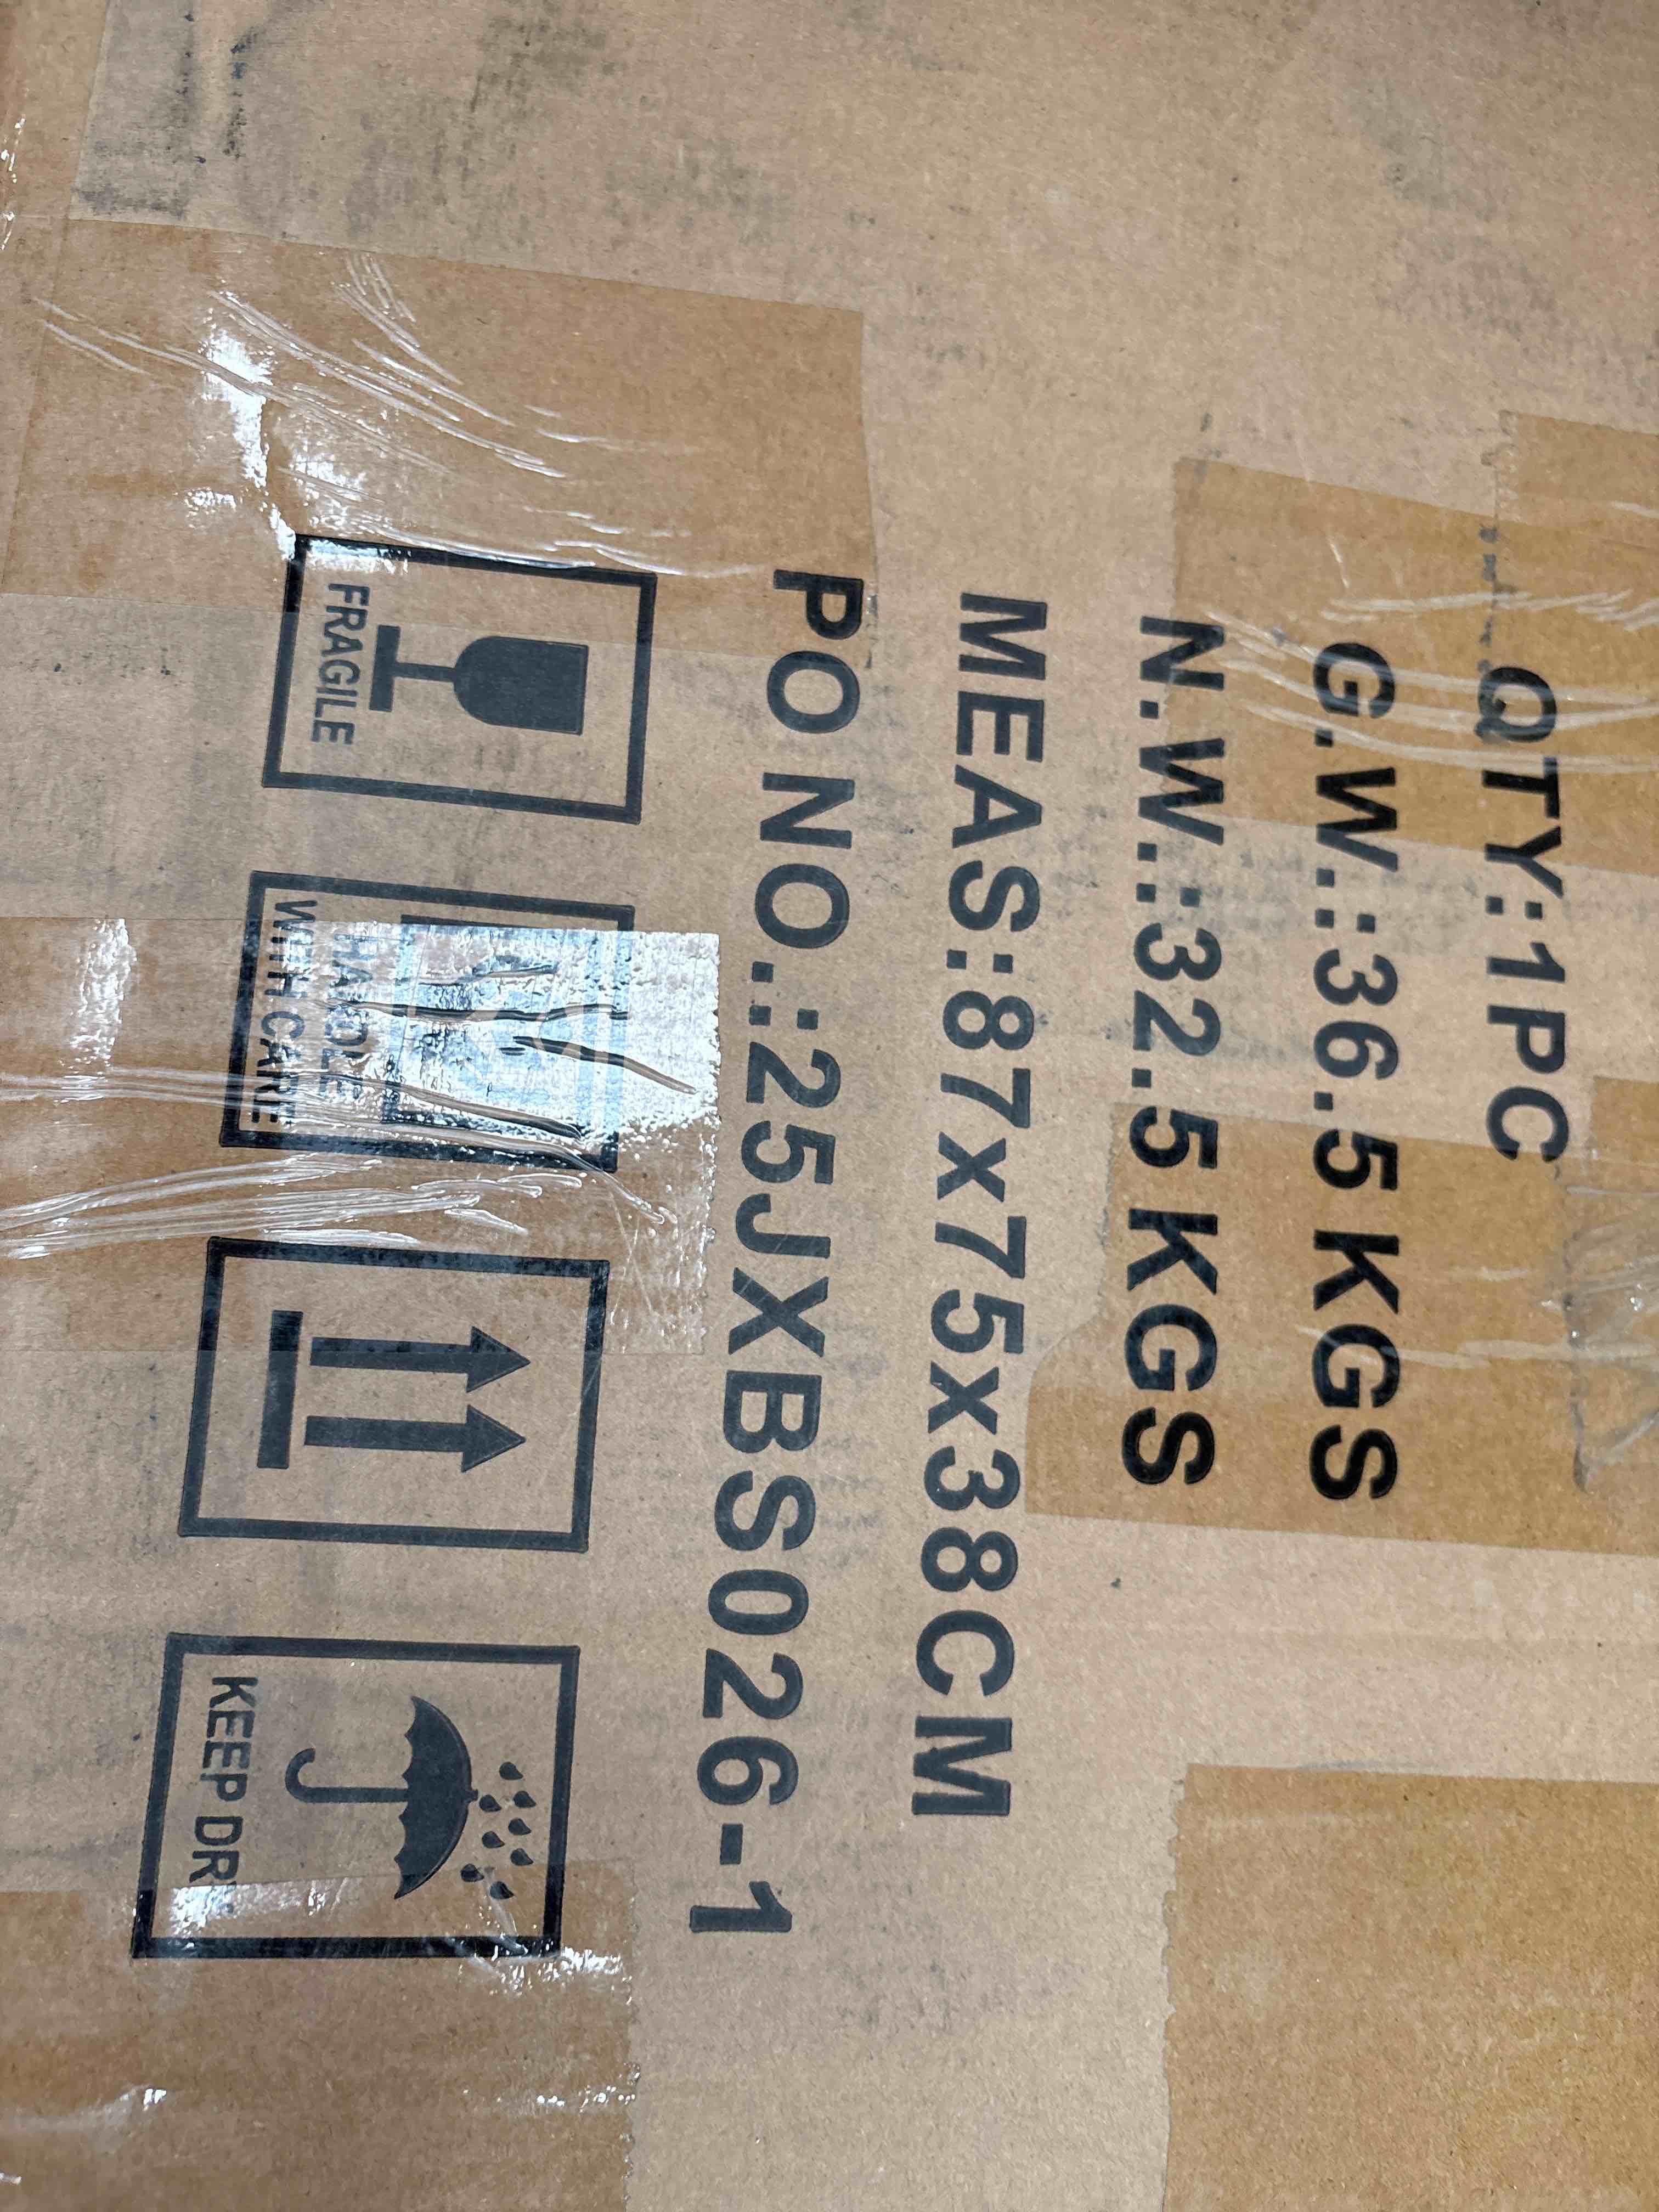 QTY:1PC
G.W.:36.5 KGS
N.W.:32.5 KGS
MEAS:87x75x38CM
PO NO.:25JXBS026-1
FRAGILE
HANDLE
WITH CARE
KEEP DR